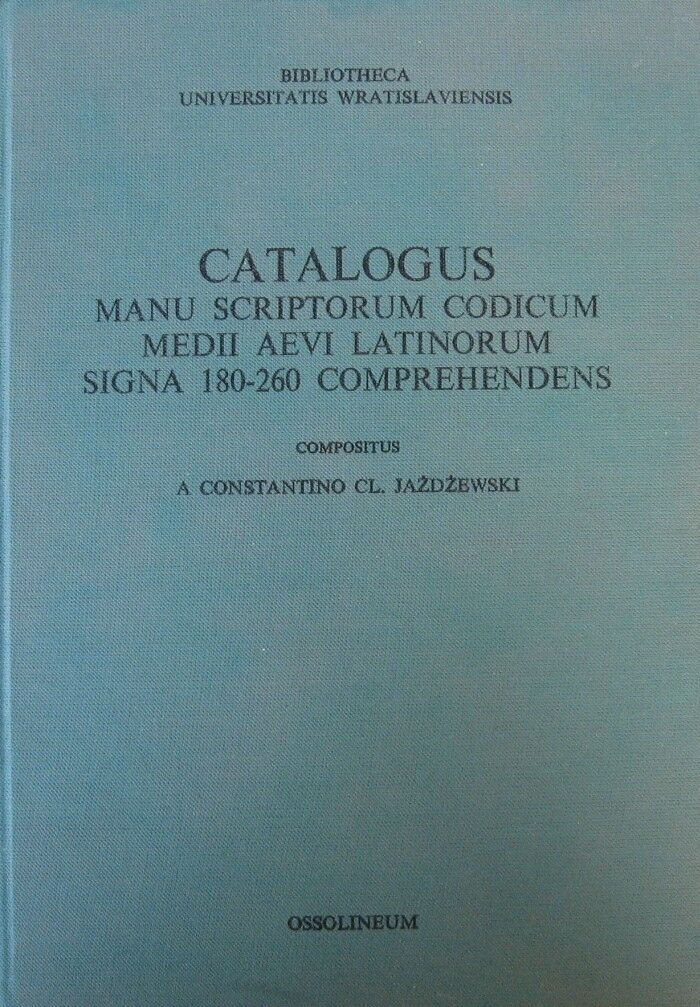 BIBLIOTHECA
UNIVERSITATIS WRATISLAVIENSIS
CATALOGUS
MANU SCRIPTORUM CODICUM
MEDII AEVI LATINORUM
SIGNA 180-260 COMPREHENDENS
COMPOSITUS
A CONSTANTINO CL. JAŻDŻEWSKI
OSSOLINEUM